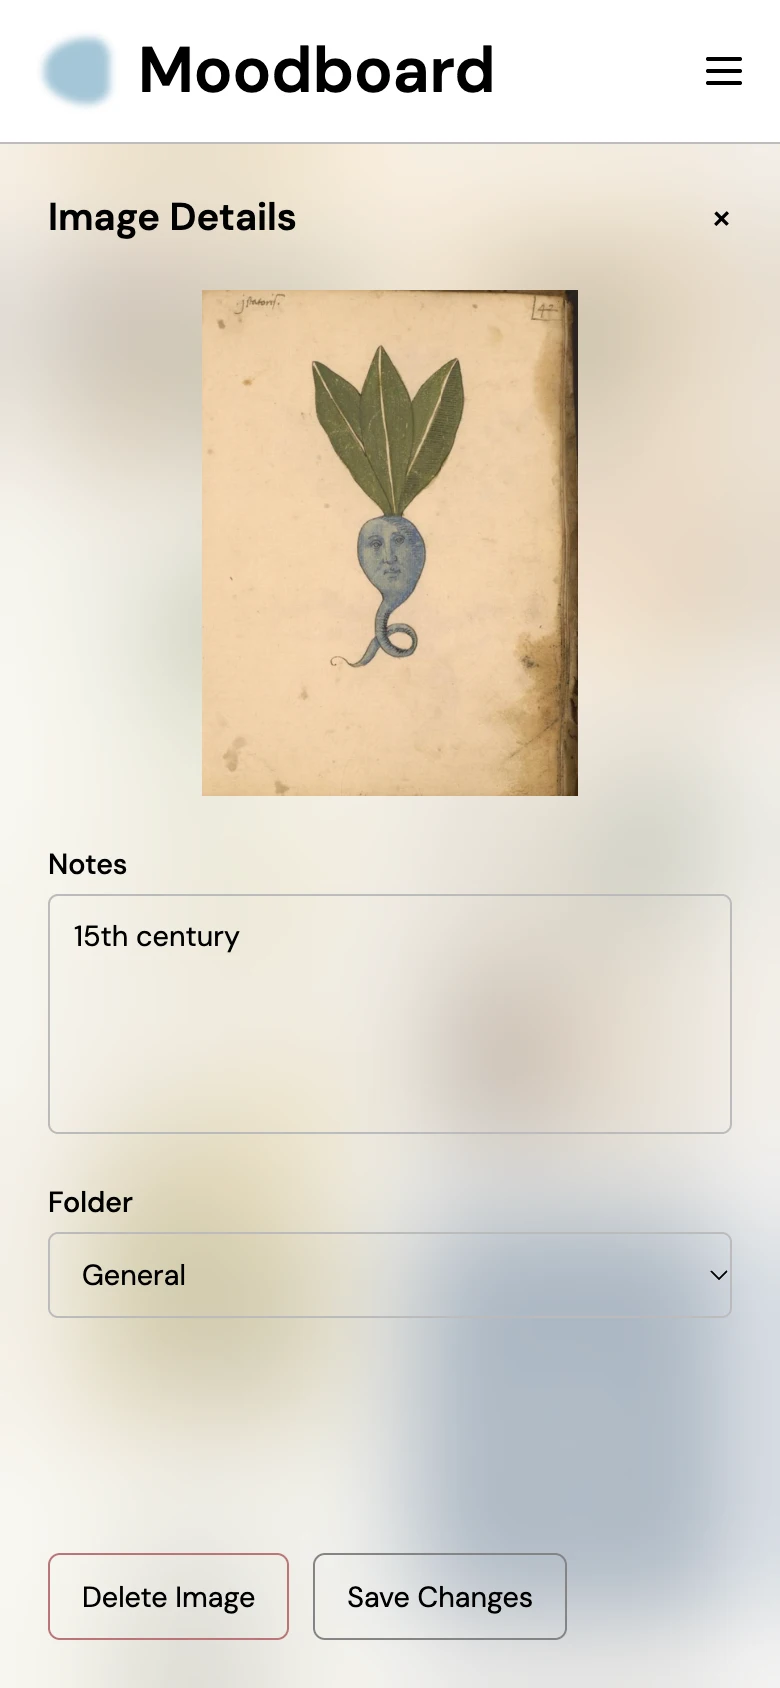 Moodboard
Image Details
Notes
15th century
Folder
General
Delete Image
Save Changes